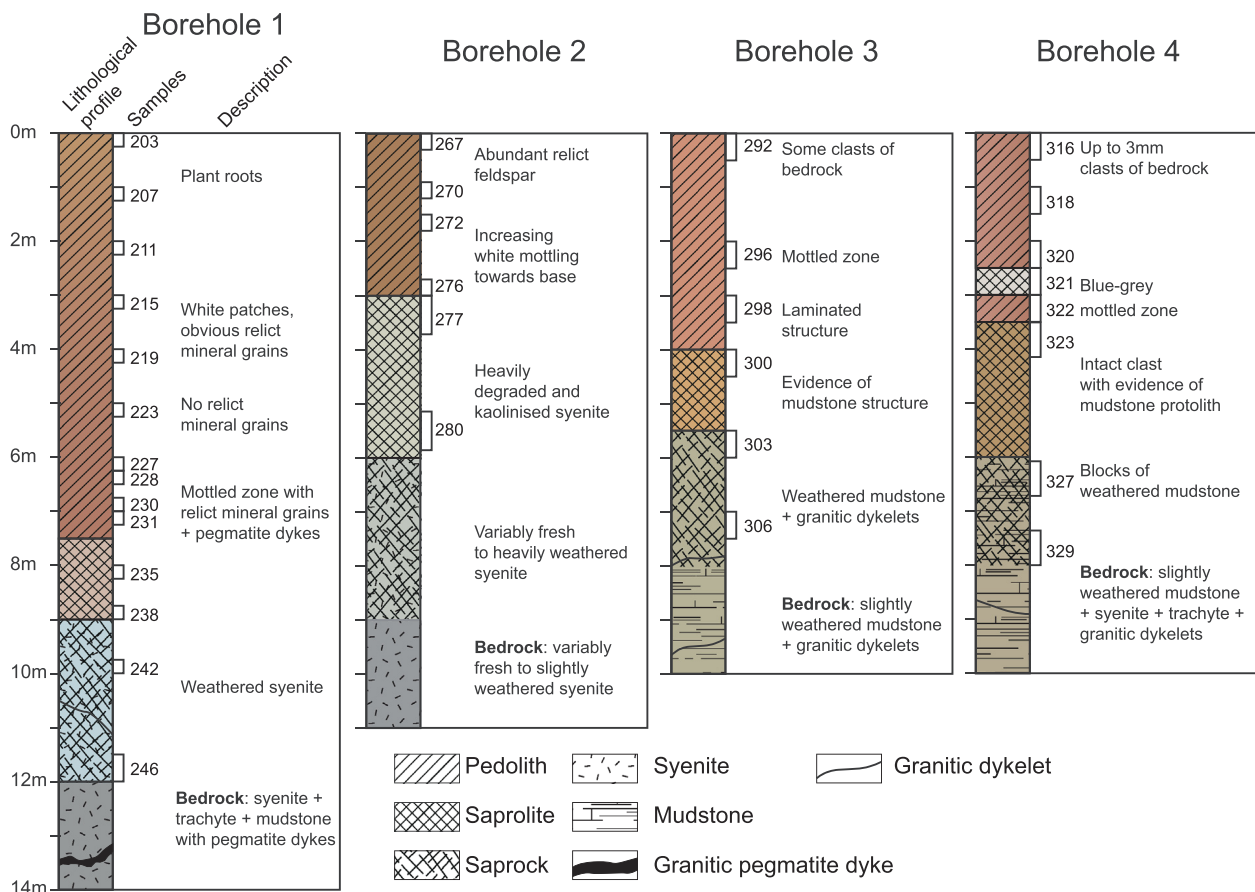 Borehole 1
Borehole 2
Borehole 3
Borehole 4
Lithological
profile
Samples
Description
0m
2m
4m
6m
8m
10m
12m
14m
203
207
211
215
219
223
227
228
230
231
235
238
242
246
Plant roots
White patches,
obvious relict
mineral grains
No relict
mineral grains
Mottled zone with
relict mineral grains
+ pegmatite dykes
Weathered syenite
Bedrock: syenite +
trachyte + mudstone
with pegmatite dykes
267
270
272
276
277
280
Abundant relict
feldspar
Increasing
white mottling
towards base
Heavily
degraded and
kaolinised syenite
Variably fresh
to heavily weathered
syenite
Bedrock: variably
fresh to slightly
weathered syenite
292
296
298
300
303
306
Some clasts of
bedrock
Mottled zone
Laminated
structure
Evidence of
mudstone structure
Weathered mudstone
+ granitic dykelets
Bedrock: slightly
weathered mudstone
+ granitic dykelets
316
318
320
321
322
323
327
329
Up to 3mm
clasts of bedrock
Blue-grey
mottled zone
Intact clast
with evidence of
mudstone protolith
Blocks of
weathered mudstone
Bedrock: slightly
weathered mudstone
+ syenite + trachyte +
granitic dykelets
Pedolith
Saprolite
Saprock
Syenite
Mudstone
Granitic pegmatite dyke
Granitic dykelet